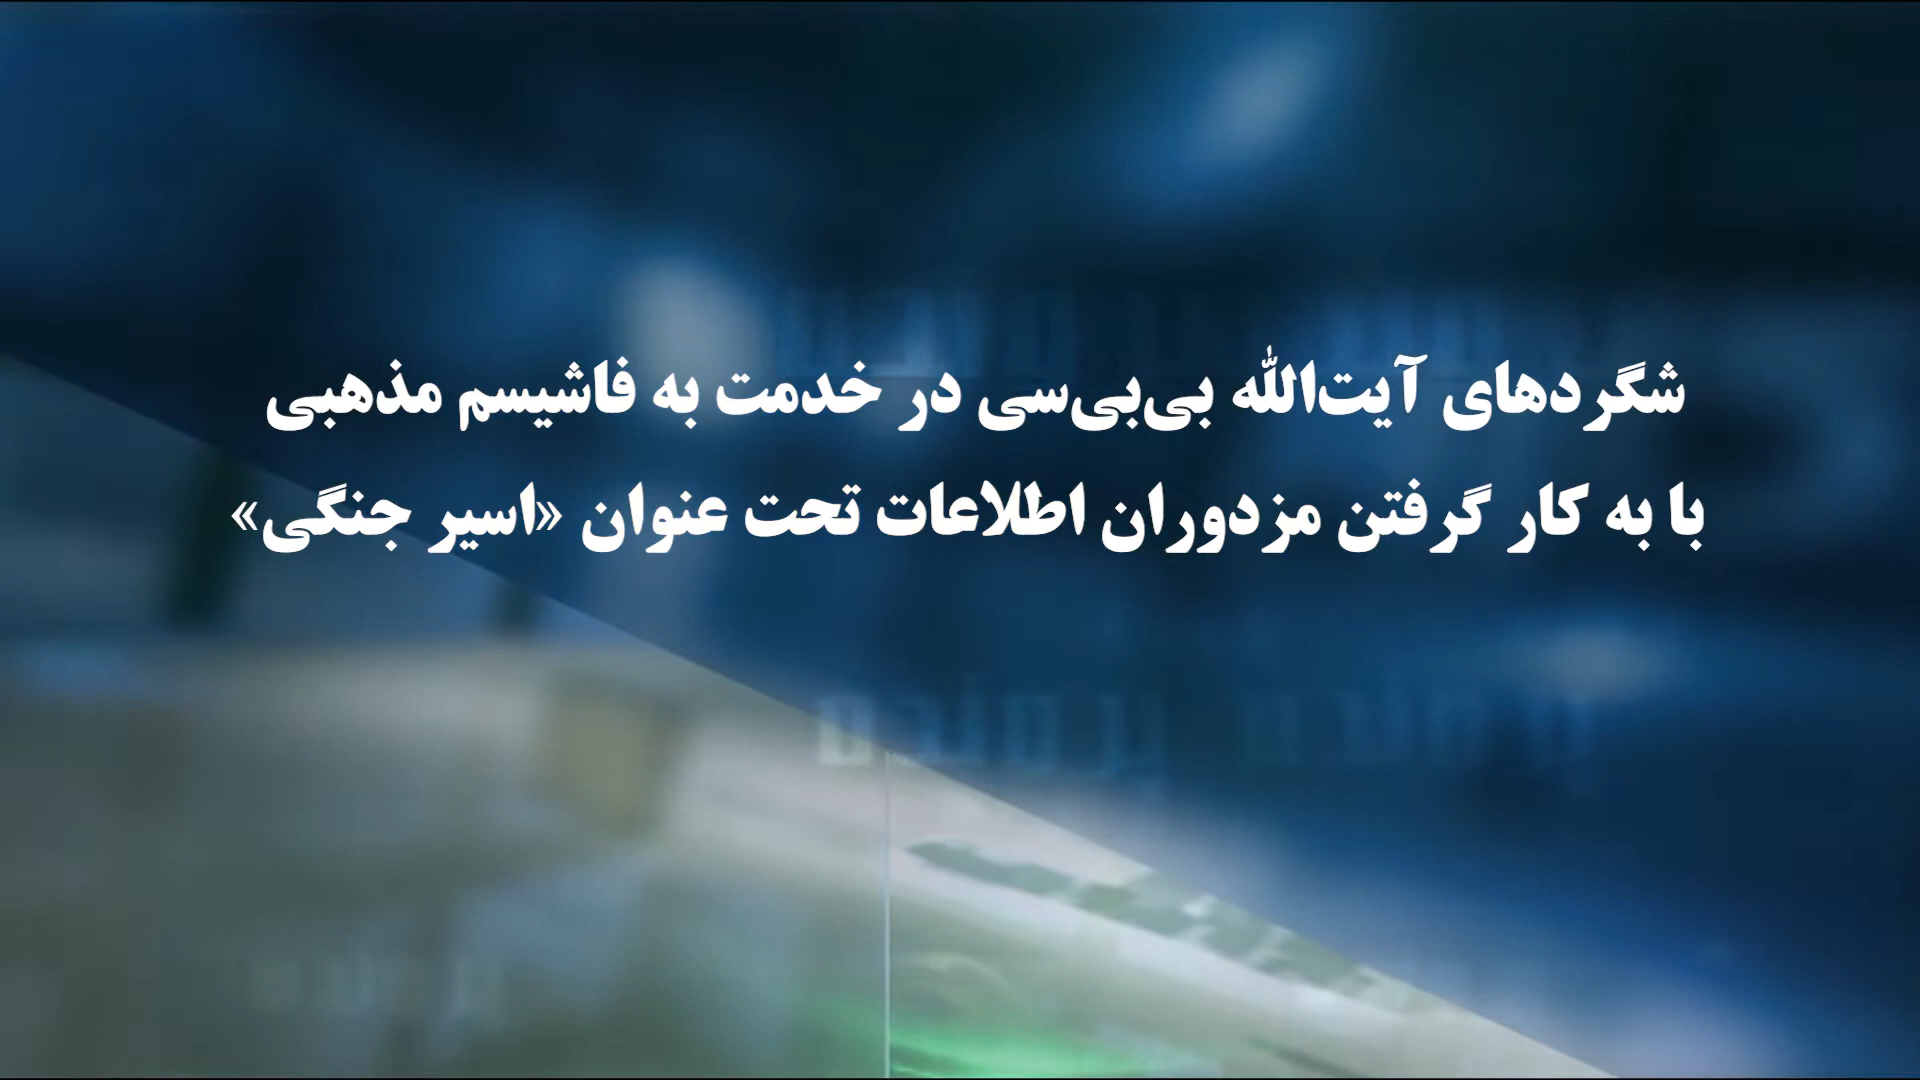 شگردهای آیت‌الله بی‌بی‌سی در خدمت به فاشیسم مذهبی
با به کار گرفتن مزدوران اطلاعات تحت عنوان «اسیر جنگی»